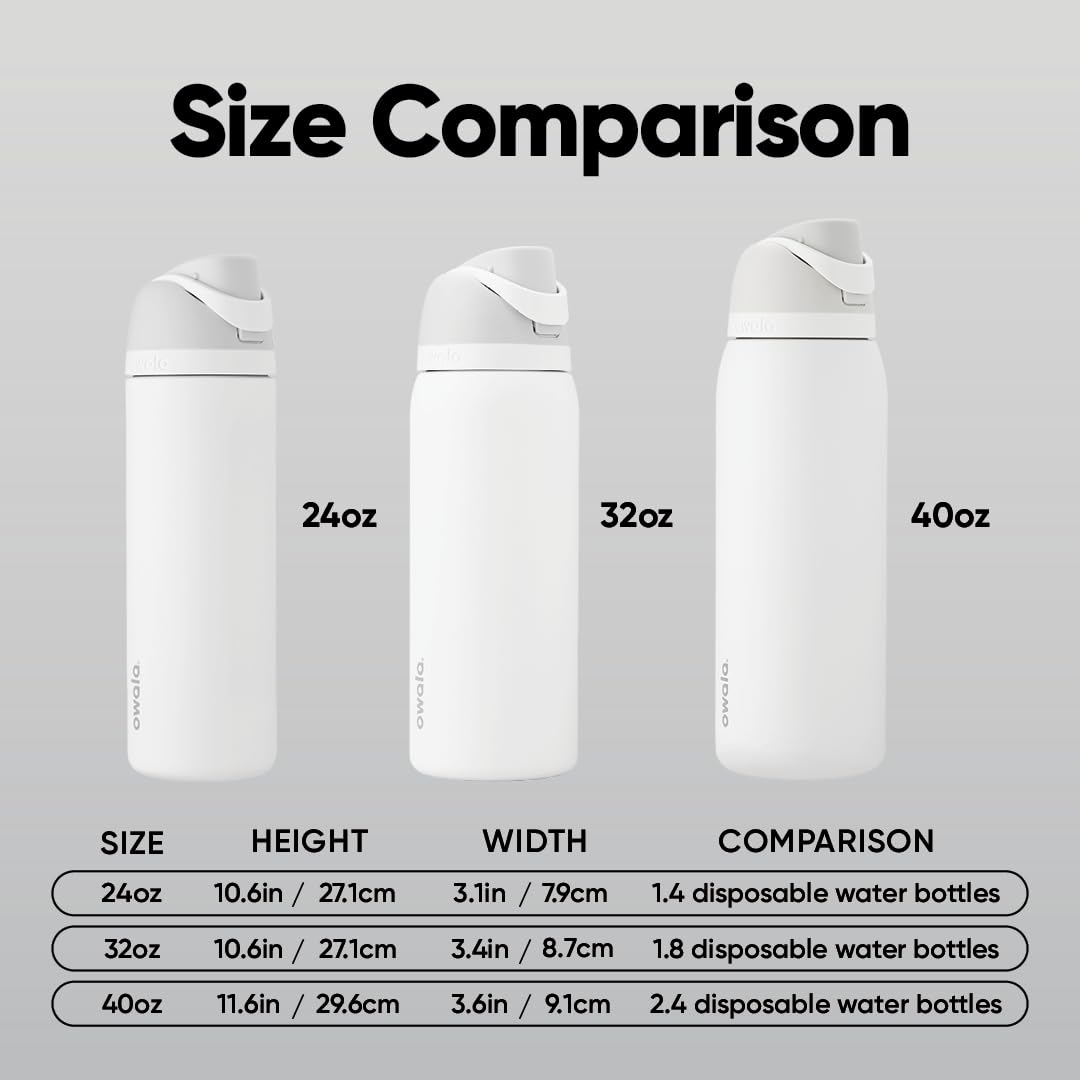 Size Comparison
owala
24oz
owala
32oz
owala
40oz
SIZE HEIGHT WIDTH COMPARISON
24oz 10.6in / 27.1cm 3.1in / 7.9cm 1.4 disposable water bottles
32oz 10.6in / 27.1cm 3.4in / 8.7cm 1.8 disposable water bottles
40oz 11.6in / 29.6cm 3.6in / 9.1cm 2.4 disposable water bottles